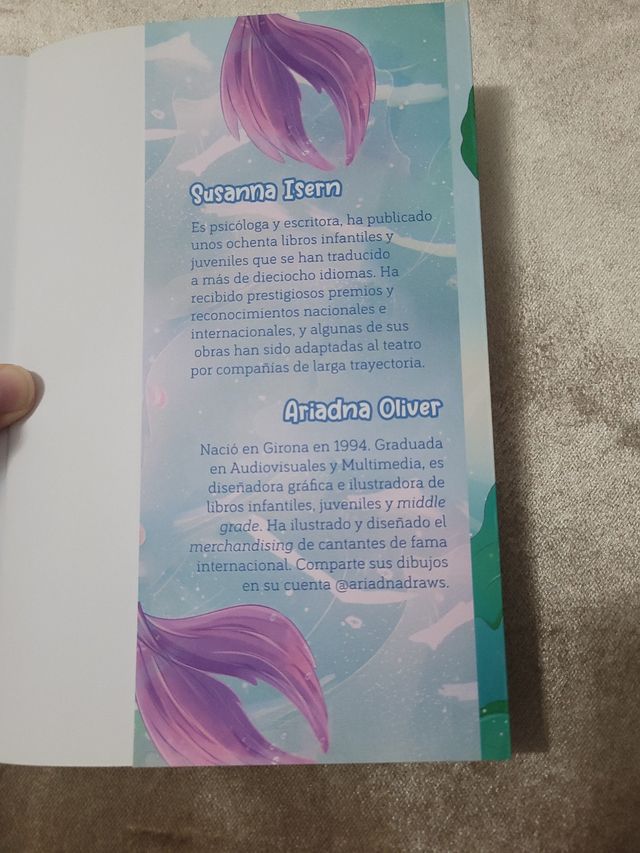 Susanna Isern
Es psicóloga y escritora, ha publicado
unos ochenta libros infantiles y
juveniles que se han traducido
a más de dieciocho idiomas. Ha
recibido prestigiosos premios y
reconocimientos nacionales e
internacionales, y algunas de sus
obras han sido adaptadas al teatro
por compañías de larga trayectoria.
Ariadna Oliver
Nació en Girona en 1994. Graduada
en Audiovisuales y Multimedia, es
diseñadora gráfica e ilustradora de
libros infantiles, juveniles y middle
grade. Ha ilustrado y diseñado el
merchandising de cantantes de fama
internacional. Comparte sus dibujos
en su cuenta @ariadnadraws.